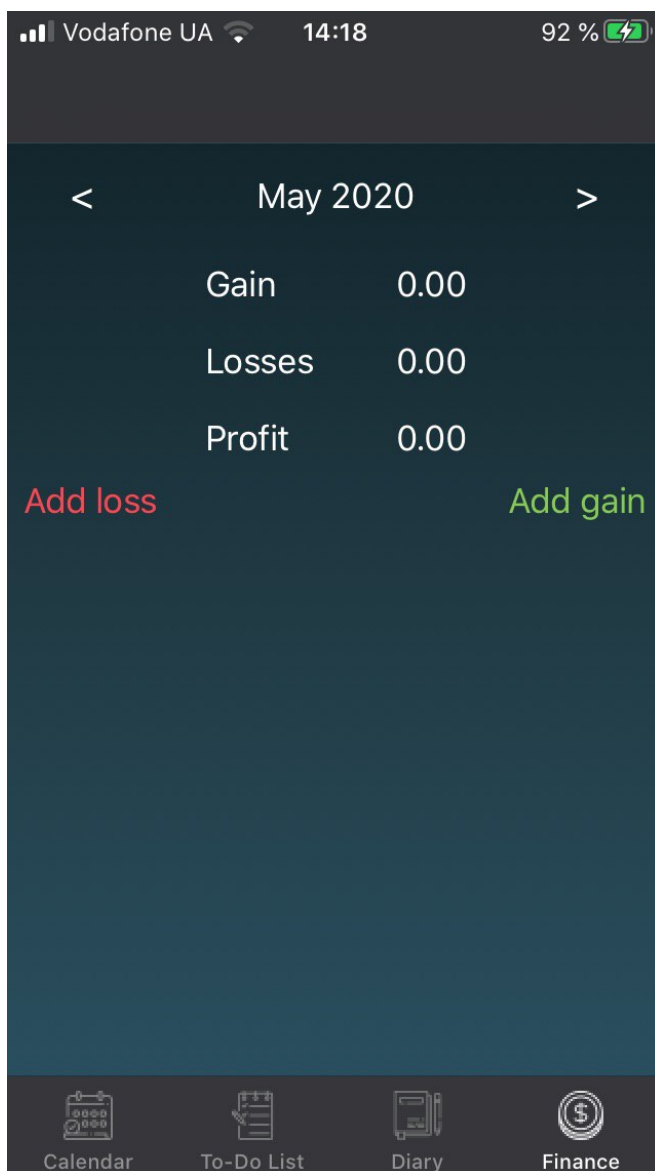 Vodafone UA 14:18 92 %
< May 2020 >
Gain 0.00
Losses 0.00
Profit 0.00
Add loss Add gain
Calendar To-Do List Diary Finance